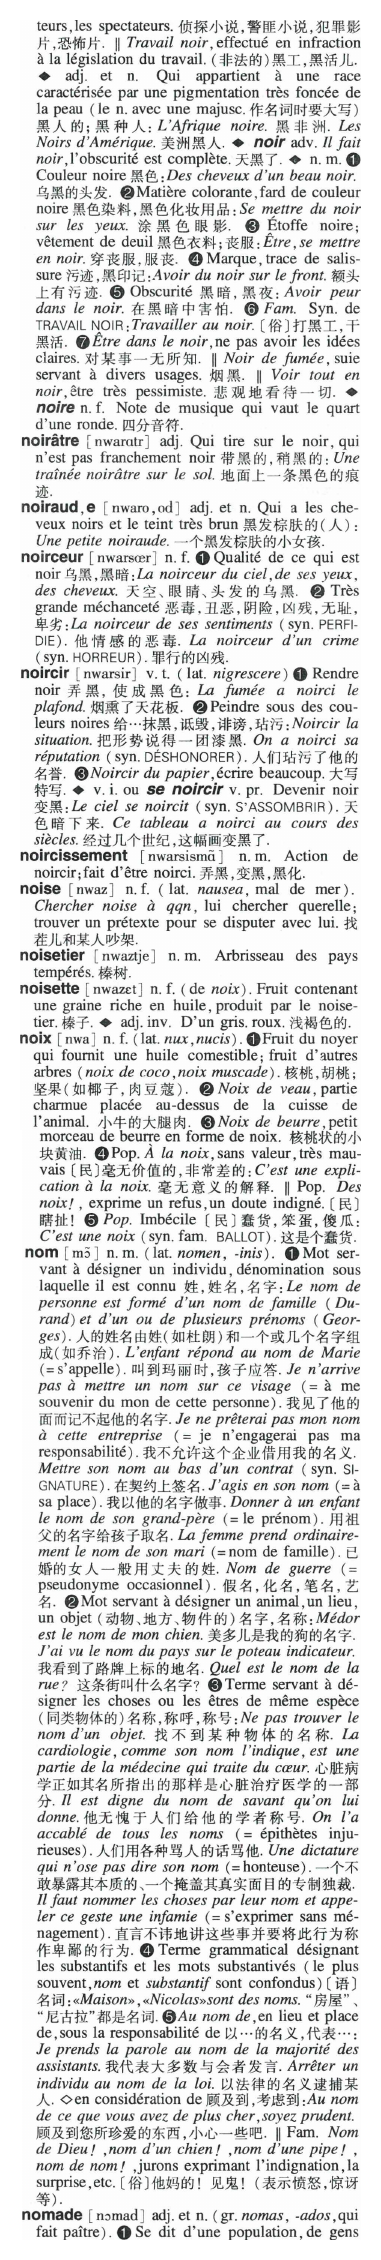 teurs, les spectateurs. 侦探小说,警匪小说,犯罪影
片,恐怖片. ‖ Travail noir, effectué en infraction
à la législation du travail. (非法的)黑工,黑活儿.
◆ adj. et n. Qui appartient à une race
caractérisée par une pigmentation très foncée de
la peau (le n. avec une majusc. 作名词时要大写)
黑人的; 黑种人: L'Afrique noire. 黑非洲. Les
Noirs d'Amérique. 美洲黑人. ◆ noir adv. Il fait
noir, l'obscurité est complète. 天黑了. ◆ n. m. ❶
Couleur noire 黑色: Des cheveux d'un beau noir.
乌黑的头发. ❷ Matière colorante, fard de couleur
noire 黑色染料,黑色化妆用品: Se mettre du noir
sur les yeux. 涂黑色眼影. ❸ Étoffe noire;
vêtement de deuil 黑色衣料; 丧服: Être, se mettre
en noir. 穿丧服,服丧. ❹ Marque, trace de salis-
sure 污迹,黑印记: Avoir du noir sur le front. 额头
上有污迹. ❺ Obscurité 黑暗,黑夜: Avoir peur
dans le noir. 在黑暗中害怕. ❻ Fam. Syn. de
TRAVAIL NOIR: Travailler au noir. [俗]打黑工,干
黑活. ❼ Être dans le noir, ne pas avoir les idées
claires. 对某事一无所知. ‖ Noir de fumée, suie
servant à divers usages. 烟黑. ‖ Voir tout en
noir, être très pessimiste. 悲观地看待一切. ◆
noire n. f. Note de musique qui vaut le quart
d'une ronde. 四分音符.
noirâtre [nwaratr] adj. Qui tire sur le noir, qui
n'est pas franchement noir 带黑的,稍黑的: Une
traînée noirâtre sur le sol. 地面上一条黑色的痕
迹.
noiraud,e [nwaro,od] adj. et n. Qui a les che-
veux noirs et le teint très brun 黑发棕肤的(人):
Une petite noiraude. 一个黑发棕肤的小女孩.
noirceur [nwarsœr] n. f. ❶ Qualité de ce qui est
noir 乌黑,黑暗: La noirceur du ciel, de ses yeux,
des cheveux. 天空、眼睛、头发的乌黑. ❷ Très
grande méchanceté 恶毒,丑恶,阴险,凶残,无耻,
卑劣: La noirceur de ses sentiments (syn. PERFI-
DIE). 他情感的恶毒. La noirceur d'un crime
(syn. HORREUR). 罪行的凶残.
noircir [nwarsir] v. t. (lat. nigrescere) ❶ Rendre
noir 弄黑, 使成黑色: La fumée a noirci le
plafond. 烟熏了天花板. ❷ Peindre sous des cou-
leurs noires 给…抹黑,诋毁,诽谤,玷污: Noircir la
situation. 把形势说得一团漆黑. On a noirci sa
réputation (syn. DÉSHONORER). 人们玷污了他的
名誉. ❸ Noircir du papier, écrire beaucoup. 大写
特写. ◆ v. i. ou se noircir v. pr. Devenir noir
变黑: Le ciel se noircit (syn. S'ASSOMBRIR). 天
色暗下来. Ce tableau a noirci au cours des
siècles. 经过几个世纪,这幅画变黑了.
noircissement [nwarsismɑ̃] n. m. Action de
noircir; fait d'être noirci. 弄黑,变黑,黑化.
noise [nwaz] n. f. (lat. nausea, mal de mer).
Chercher noise à qqn, lui chercher querelle;
trouver un prétexte pour se disputer avec lui. 找
茬儿和某人吵架.
noisetier [nwaztje] n. m. Arbrisseau des pays
tempérés. 榛树.
noisette [nwazɛt] n. f. (de noix). Fruit contenant
une graine riche en huile, produit par le noise-
tier. 榛子. ◆ adj. inv. D'un gris. roux. 浅褐色的.
noix [nwa] n. f. (lat. nux, nucis). ❶ Fruit du noyer
qui fournit une huile comestible; fruit d'autres
arbres (noix de coco, noix muscade). 核桃,胡桃;
坚果(如椰子,肉豆蔻). ❷ Noix de veau, partie
charmue placée au-dessus de la cuisse de
l'animal. 小牛的大腿肉. ❸ Noix de beurre, petit
morceau de beurre en forme de noix. 核桃状的小
块黄油. ❹ Pop. À la noix, sans valeur, très mau-
vais [民]毫无价值的,非常差的: C'est une expli-
cation à la noix. 毫无意义的解释. ‖ Pop. Des
noix!, exprime un refus, un doute indigné. [民]
瞎扯! ❺ Pop. Imbécile [民]蠢货,笨蛋,傻瓜:
C'est une noix (syn. fam. BALLOT). 这是个蠢货.
nom [nɔ̃] n. m. (lat. nomen, -inis). ❶ Mot ser-
vant à désigner un individu, dénomination sous
laquelle il est connu 姓,姓名,名字: Le nom de
personne est formé d'un nom de famille (Du-
rand) et d'un ou de plusieurs prénoms (Geor-
ges). 人的姓名由姓(如杜朗)和一个或几个名字组
成(如乔治). L'enfant répond au nom de Marie
(= s'appelle). 叫到玛丽时,孩子应答. Je n'arrive
pas à mettre un nom sur ce visage (= à me
souvenir du mon de cette personne). 我见了他的
面而记不起他的名字. Je ne prêterai pas mon nom
à cette entreprise (= je n'engagerai pas ma
responsabilité). 我不允许这个企业借用我的名义.
Mettre son nom au bas d'un contrat (syn. SI-
GNATURE). 在契约上签名. J'agis en son nom (= à
sa place). 我以他的名字做事. Donner à un enfant
le nom de son grand-père (= le prénom). 用祖
父的名字给孩子取名. La femme prend ordinaire-
ment le nom de son mari (= nom de famille). 已
婚的女人一般用丈夫的姓. Nom de guerre (=
pseudonyme occasionnel). 假名,化名,笔名,艺
名. ❷ Mot servant à désigner un animal, un lieu,
un objet (动物、地方、物件的)名字,名称: Médor
est le nom de mon chien. 美多儿是我的狗的名字.
J'ai vu le nom du pays sur le poteau indicateur.
我看到了路牌上标的地名. Quel est le nom de la
rue? 这条街叫什么名字? ❸ Terme servant à dé-
signer les choses ou les êtres de même espèce
(同类物体的)名称,称呼,称号: Ne pas trouver le
nom d'un objet. 找不到某种物体的名称. La
cardiologie, comme son nom l'indique, est une
partie de la médecine qui traite du cœur. 心脏病
学正如其名所指出的那样是心脏治疗医学的一部
分. Il est digne du nom de savant qu'on lui
donne. 他无愧于人们给他的学者称号. On l'a
accablé de tous les noms (= épithètes inju-
rieuses). 人们用各种骂人的话骂他. Une dictature
qui n'ose pas dire son nom (= honteuse). 一个不
敢暴露其本质的、一个掩盖其真实面目的专制独裁.
Il faut nommer les choses par leur nom et appe-
ler ce geste une infamie (= s'exprimer sans mé-
nagement). 直言不讳地讲这些事并要将此行为称
作卑鄙的行为. ❹ Terme grammatical désignant
les substantifs et les mots substantivés (le plus
souvent, nom et substantif sont confondus) [语]
名词: «Maison», «Nicolas» sont des noms. “房屋”、
“尼古拉”都是名词. ❺ Au nom de, en lieu et place
de, sous la responsabilité de 以…的名义,代表…:
Je prends la parole au nom de la majorité des
assistants. 我代表大多数与会者发言. Arrêter un
individu au nom de la loi. 以法律的名义逮捕某
人. ◇ en considération de 顾及到,考虑到: Au nom
de ce que vous avez de plus cher, soyez prudent.
顾及到您所珍爱的东西,小心一些吧. ‖ Fam. Nom
de Dieu!, nom d'un chien!, nom d'une pipe!,
nom de nom!, jurons exprimant l'indignation, la
surprise, etc. [俗]他妈的! 见鬼! (表示愤怒,惊讶
等).
nomade [nɔmad] adj. et n. (gr. nomas, -ados, qui
fait paître). ❶ Se dit d'une population, de gens